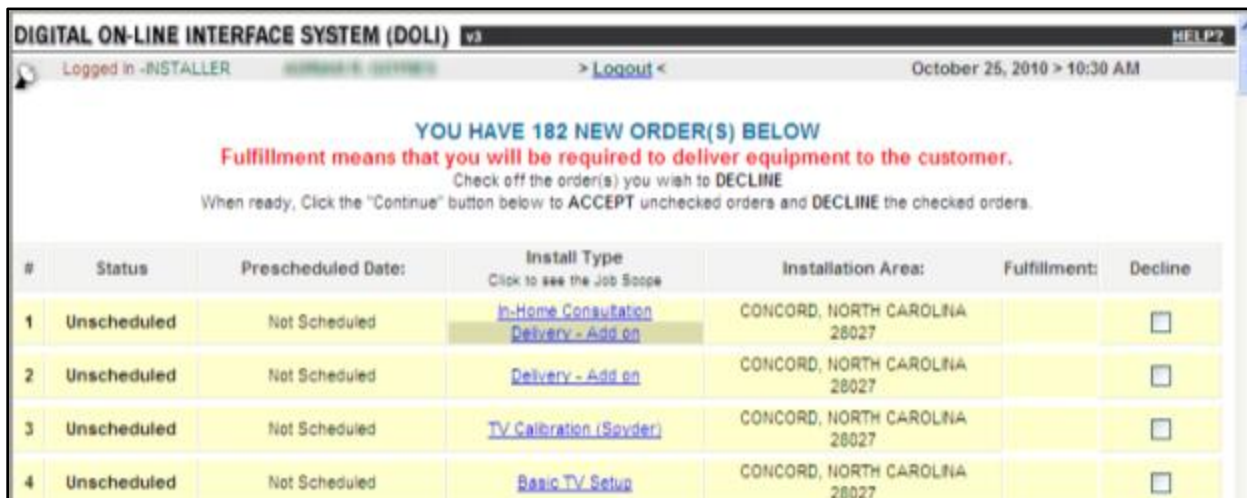 DIGITAL ON-LINE INTERFACE SYSTEM (DOLI) v3 HELP?
Logged in -INSTALLER > Logout < October 25, 2010 > 10:30 AM
YOU HAVE 182 NEW ORDER(S) BELOW
Fulfillment means that you will be required to deliver equipment to the customer.
Check off the order(s) you wish to DECLINE
When ready, Click the "Continue" button below to ACCEPT unchecked orders and DECLINE the checked orders.
# Status Prescheduled Date: Install Type Installation Area: Fulfillment: Decline
Click to see the Job Scope
1 Unscheduled Not Scheduled In-Home Consultation CONCORD, NORTH CAROLINA
Delivery - Add on 28027
2 Unscheduled Not Scheduled Delivery - Add on CONCORD, NORTH CAROLINA
28027
3 Unscheduled Not Scheduled TV Calibration (Spyder) CONCORD, NORTH CAROLINA
28027
4 Unscheduled Not Scheduled Basic TV Setup CONCORD, NORTH CAROLINA
28027